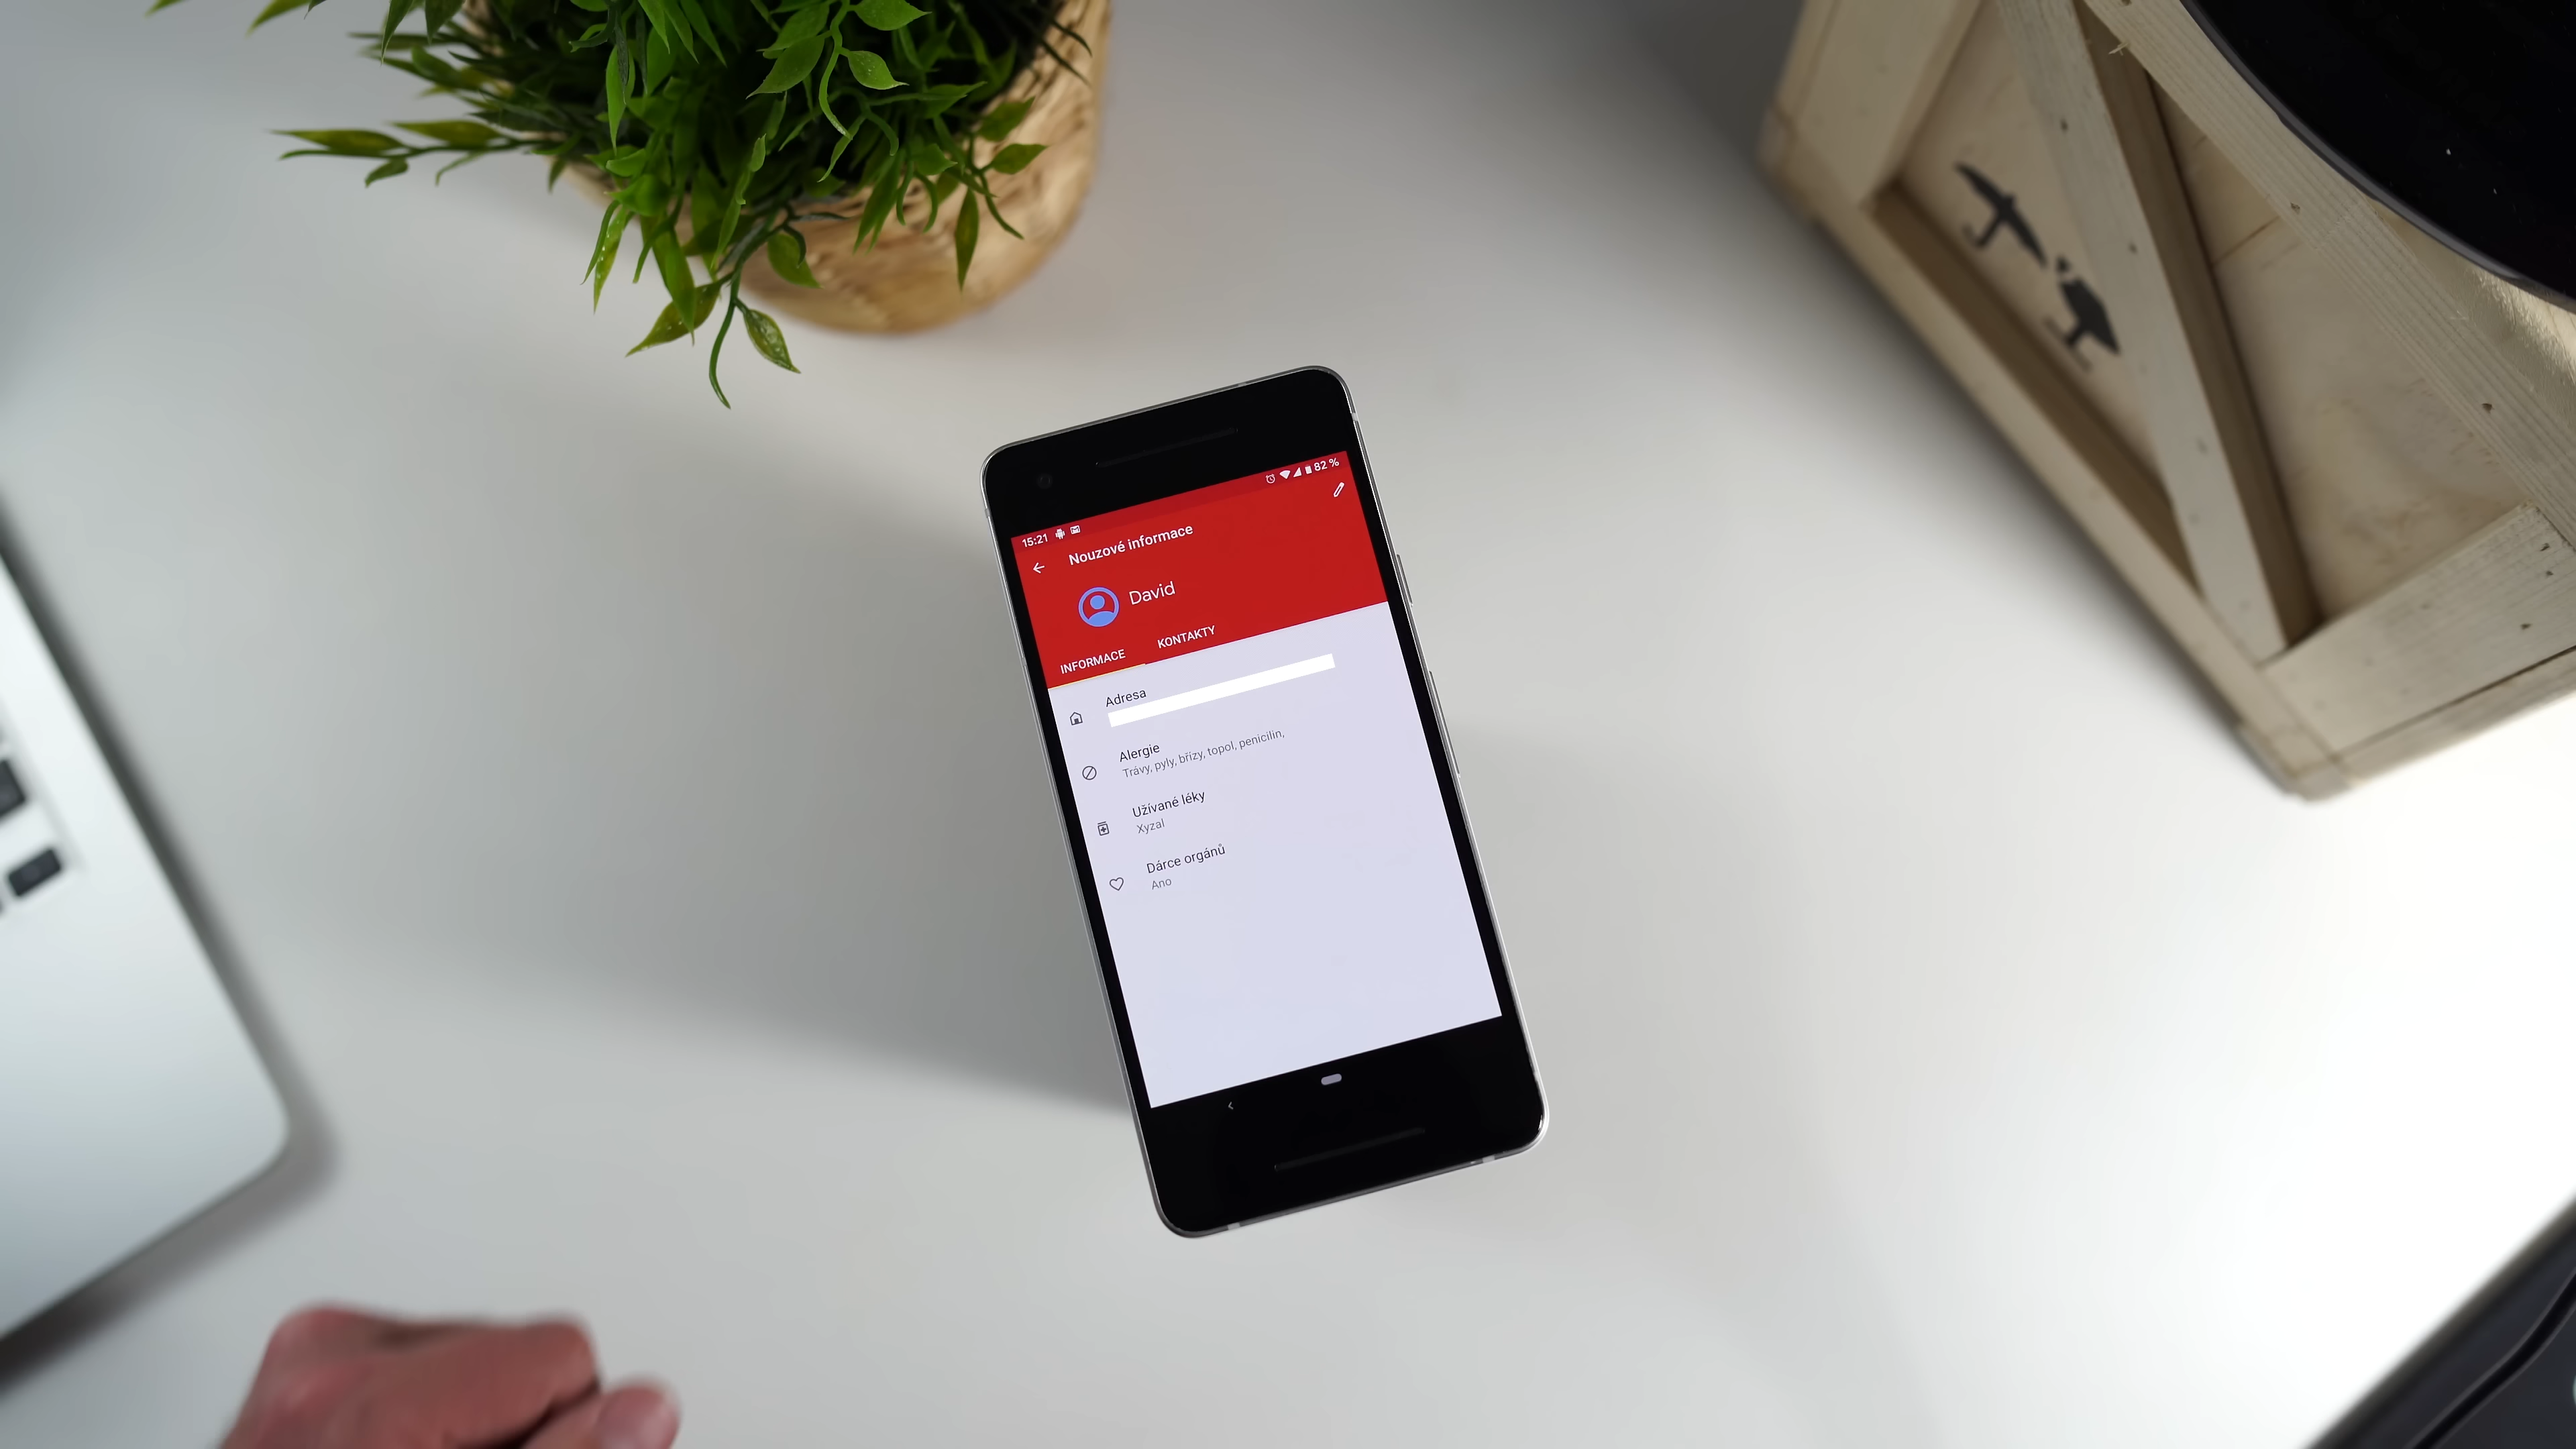 15:21 82 %
Nouzové informace
David
INFORMACE KONTAKTY
Adresa
Alergie
Trávy, pyly, břízy, topol, penicilin,
Užívané léky
Xyzal
Dárce orgánů
Ano